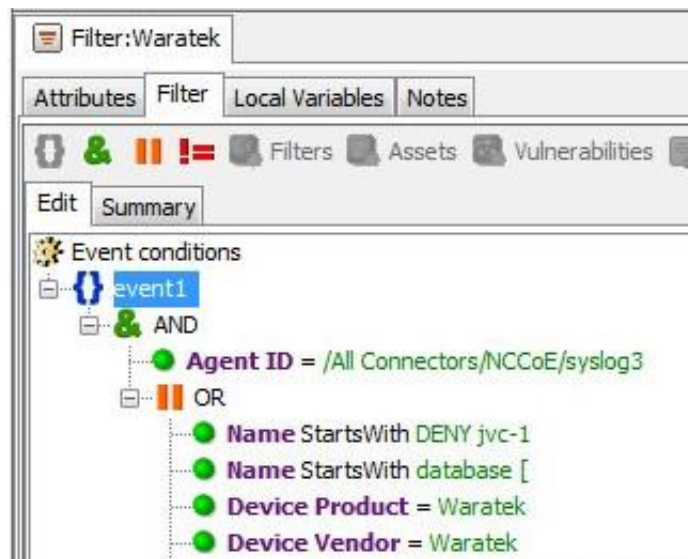 Filter:Waratek
Attributes Filter Local Variables Notes
!= Filters Assets Vulnerabilities
Edit Summary
Event conditions
event1
AND
Agent ID = /All Connectors/NCCoE/syslog3
OR
Name StartsWith DENY jvc-1
Name StartsWith database [
Device Product = Waratek
Device Vendor = Waratek